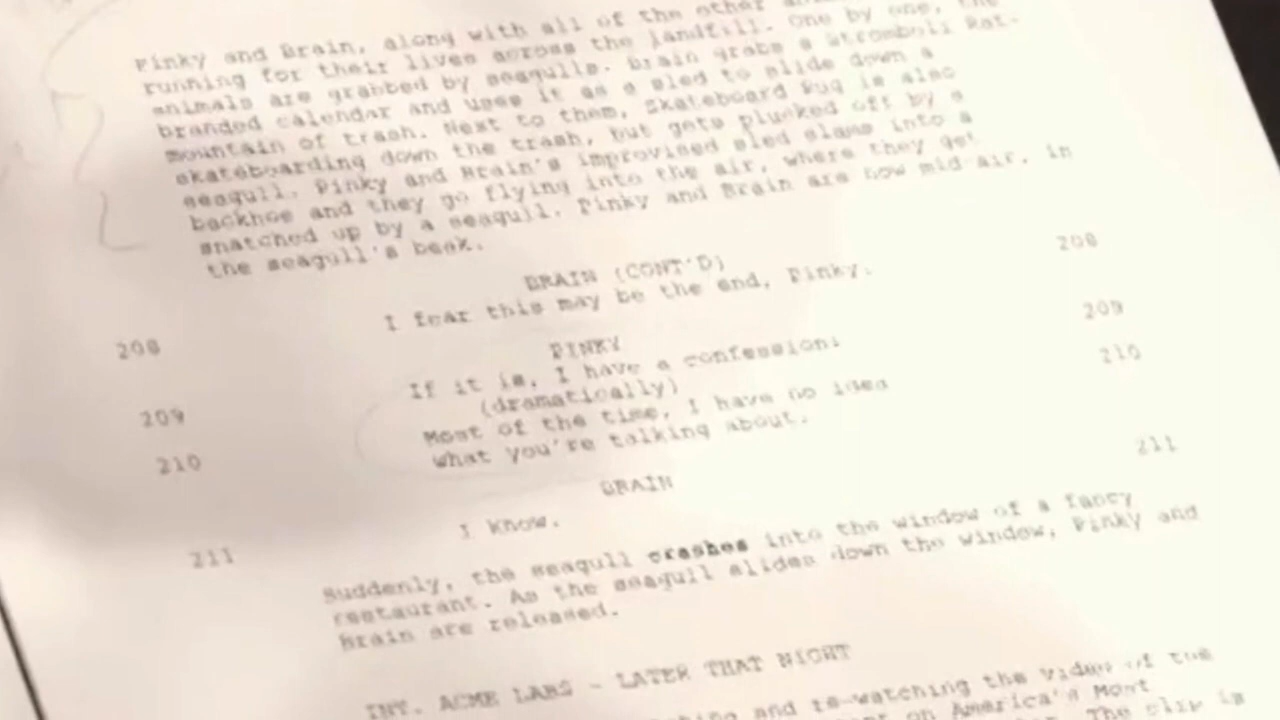 Pinky and Brain, along with all of the other
running for their lives across the landfill. One by one, the
animals are grabbed by seagulls. Brain grabs a Stromboli Rat-
branded calendar and uses it as a sled to slide down a
mountain of trash. Next to them, Skateboard Pug is also
skateboarding down the trash, but gets plucked off by a
seagull. Pinky and Brain's improvised sled slams into a
backhoe and they go flying into the air, where they get
snatched up by a seagull. Pinky and Brain are now mid-air, in
the seagull's beak.
BRAIN (CONT'D)
208 I fear this may be the end, Pinky. 208
PINKY
209 If it is, I have a confession: 209
(dramatically)
210 Most of the time, I have no idea 210
what you're talking about.
BRAIN
211 I know. 211
Suddenly, the seagull crashes into the window of a fancy
restaurant. As the seagull slides down the window, Pinky and
Brain are released.
INT. ACME LABS - LATER THAT NIGHT
and re-watching the video of the
on America's Most
The clip is